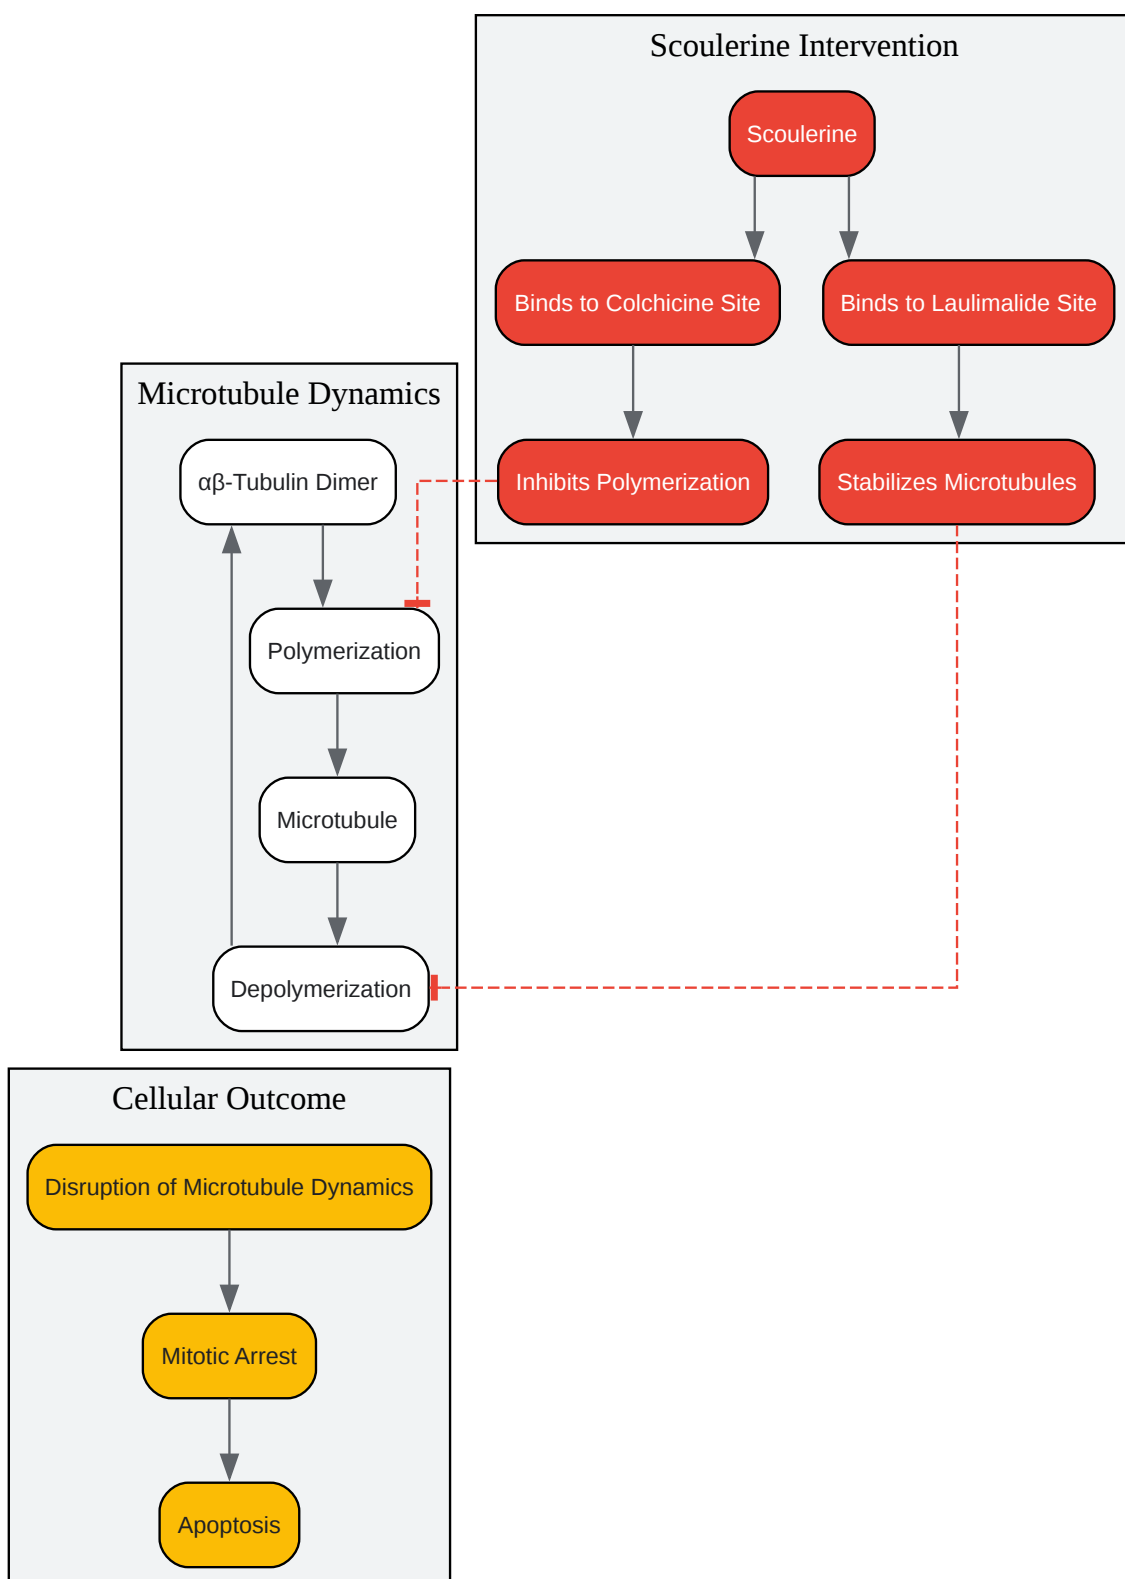 Scoulerine Intervention
Scoulerine
Binds to Colchicine Site
Binds to Laulimalide Site
Inhibits Polymerization
Stabilizes Microtubules
Microtubule Dynamics
αβ-Tubulin Dimer
Polymerization
Microtubule
Depolymerization
Cellular Outcome
Disruption of Microtubule Dynamics
Mitotic Arrest
Apoptosis